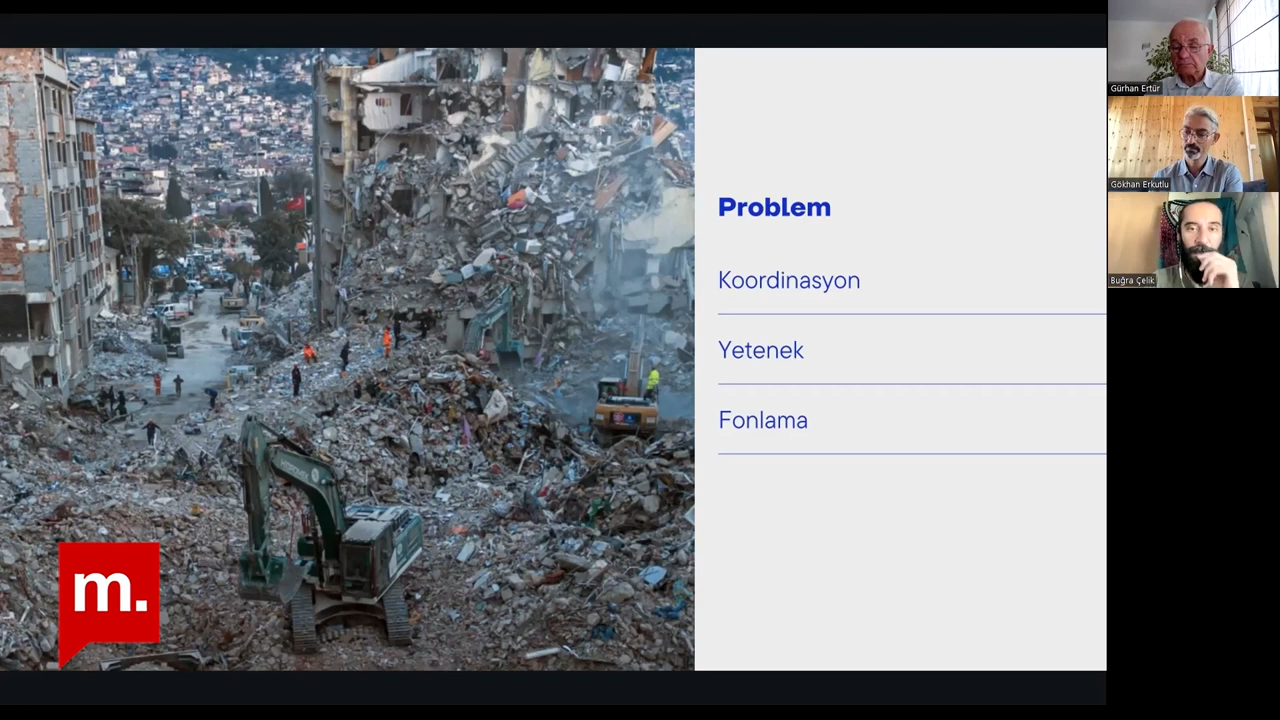 Problem
Koordinasyon
Yetenek
Fonlama
m.
Gürhan Ertür
Gökhan Erkutlu
Buğra Çelik